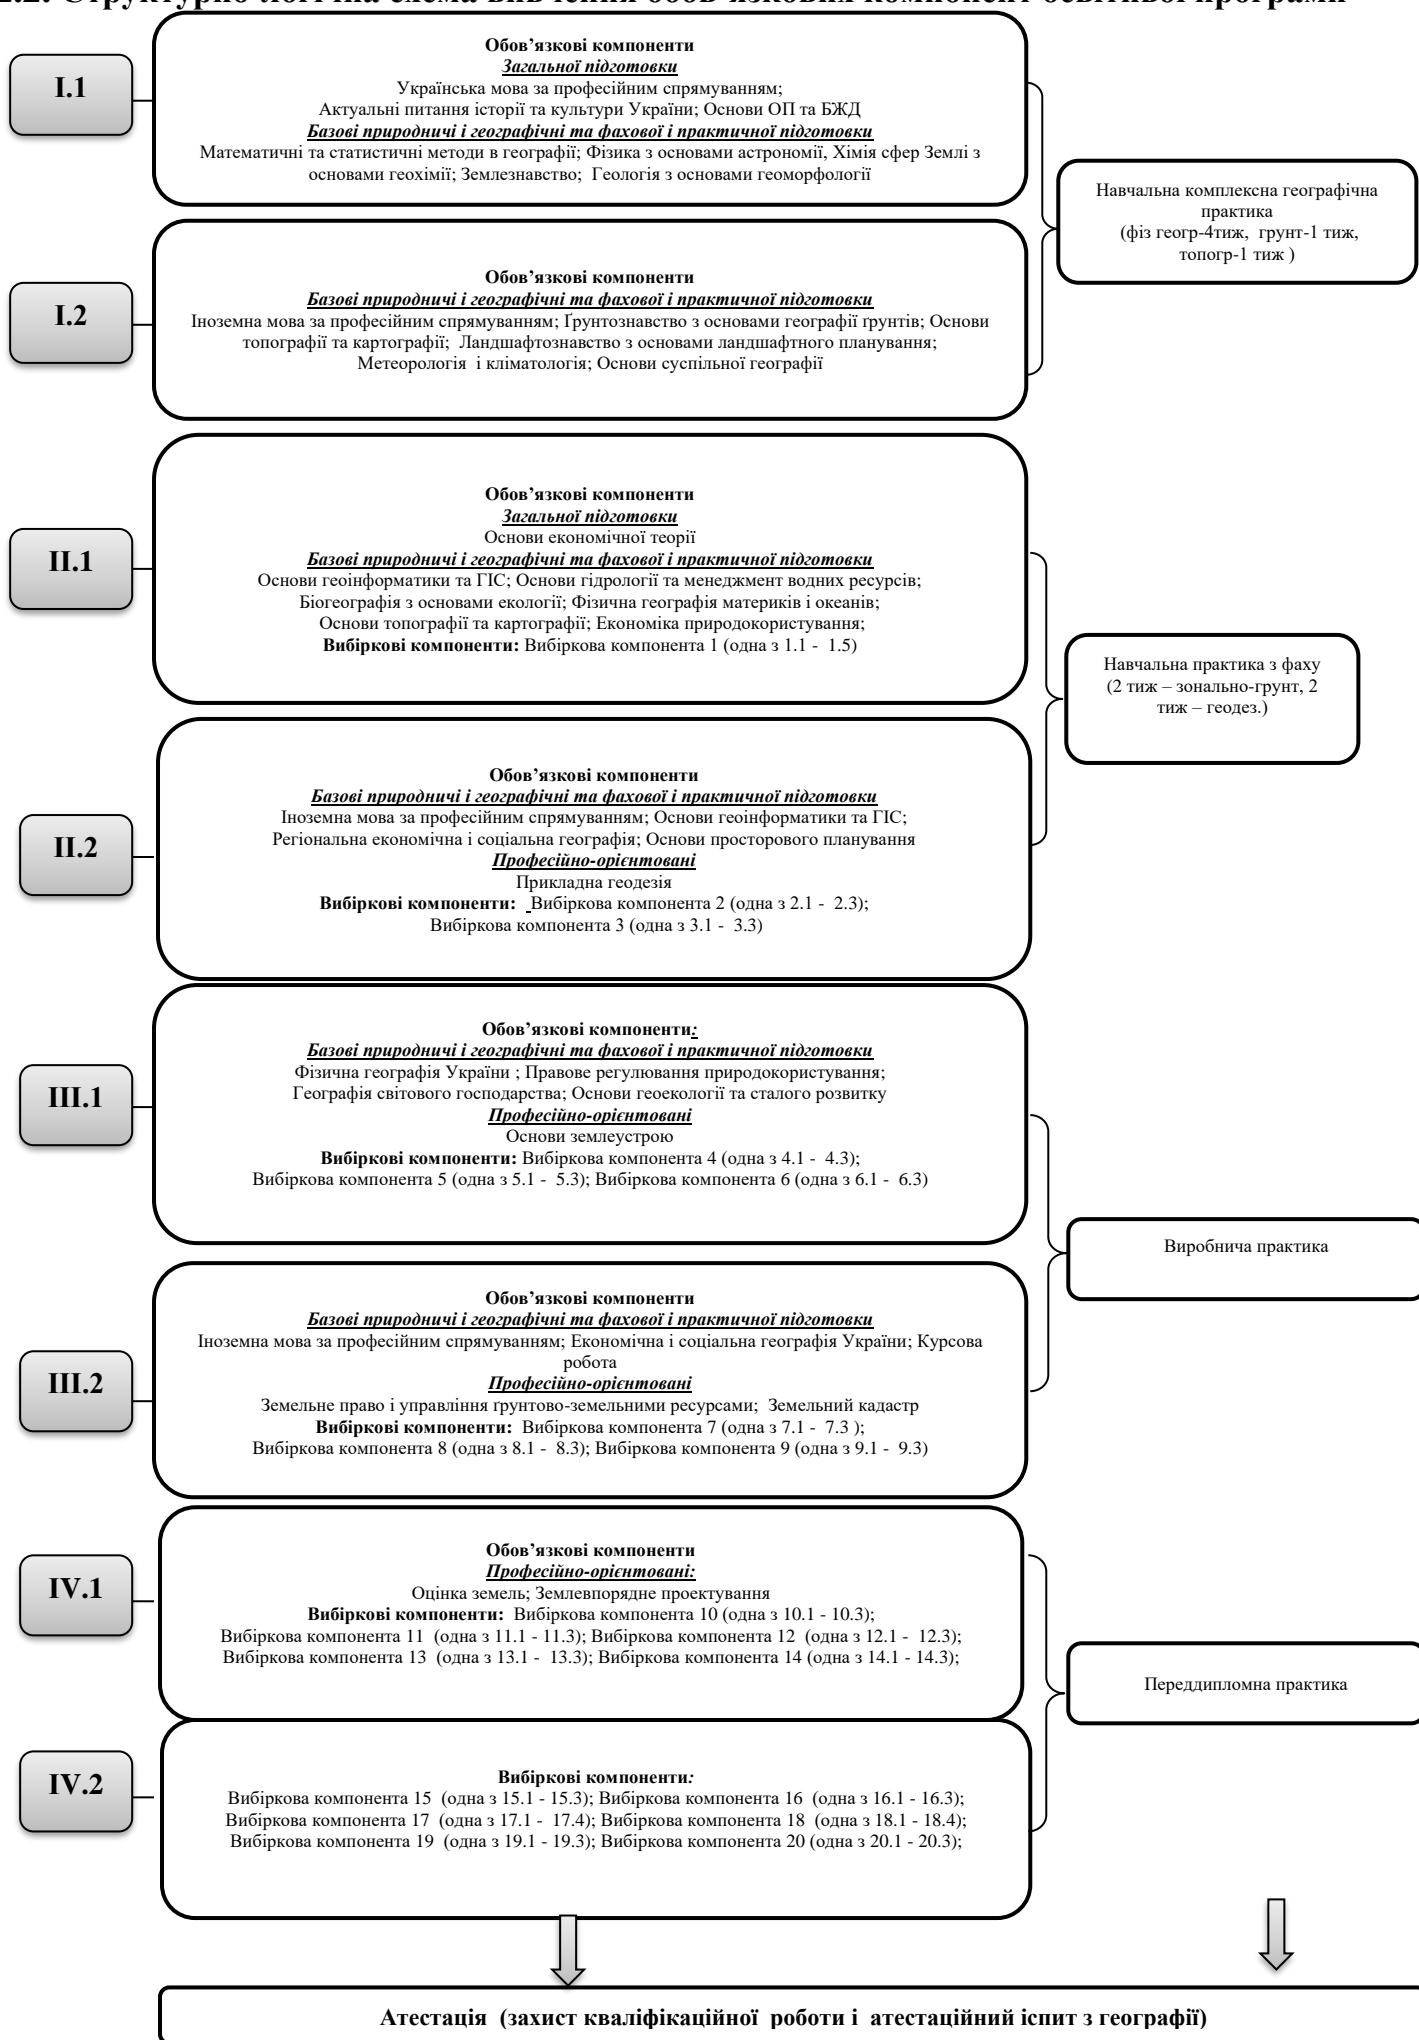 2.2. Структурно-логічна схема вивчення обов'язкових компонент освітньої програми
I.1
Обов’язкові компоненти
Загальної підготовки
Українська мова за професійним спрямуванням;
Актуальні питання історії та культури України; Основи ОП та БЖД
Базові природничі і географічні та фахової і практичної підготовки
Математичні та статистичні методи в географії; Фізика з основами астрономії, Хімія сфер Землі з
основами геохімії; Землезнавство; Геологія з основами геоморфології
Навчальна комплексна географічна
практика
(фіз геогр-4тиж, грунт-1 тиж,
топогр-1 тиж )
I.2
Обов’язкові компоненти
Базові природничі і географічні та фахової і практичної підготовки
Іноземна мова за професійним спрямуванням; Ґрунтознавство з основами географії ґрунтів; Основи
топографії та картографії; Ландшафтознавство з основами ландшафтного планування;
Метеорологія і кліматологія; Основи суспільної географії
II.1
Обов’язкові компоненти
Загальної підготовки
Основи економічної теорії
Базові природничі і географічні та фахової і практичної підготовки
Основи геоінформатики та ГІС; Основи гідрології та менеджмент водних ресурсів;
Біогеографія з основами екології; Фізична географія материків і океанів;
Основи топографії та картографії; Економіка природокористування;
Вибіркові компоненти: Вибіркова компонента 1 (одна з 1.1 - 1.5)
Навчальна практика з фаху
(2 тиж – зонально-грунт, 2
тиж – геодез.)
II.2
Обов’язкові компоненти
Базові природничі і географічні та фахової і практичної підготовки
Іноземна мова за професійним спрямуванням; Основи геоінформатики та ГІС;
Регіональна економічна і соціальна географія; Основи просторового планування
Професійно-орієнтовані
Прикладна геодезія
Вибіркові компоненти: Вибіркова компонента 2 (одна з 2.1 - 2.3);
Вибіркова компонента 3 (одна з 3.1 - 3.3)
III.1
Обов’язкові компоненти:
Базові природничі і географічні та фахової і практичної підготовки
Фізична географія України ; Правове регулювання природокористування;
Географія світового господарства; Основи геоекології та сталого розвитку
Професійно-орієнтовані
Основи землеустрою
Вибіркові компоненти: Вибіркова компонента 4 (одна з 4.1 - 4.3);
Вибіркова компонента 5 (одна з 5.1 - 5.3); Вибіркова компонента 6 (одна з 6.1 - 6.3)
Виробнича практика
III.2
Обов’язкові компоненти
Базові природничі і географічні та фахової і практичної підготовки
Іноземна мова за професійним спрямуванням; Економічна і соціальна географія України; Курсова
робота
Професійно-орієнтовані
Земельне право і управління ґрунтово-земельними ресурсами; Земельний кадастр
Вибіркові компоненти: Вибіркова компонента 7 (одна з 7.1 - 7.3 );
Вибіркова компонента 8 (одна з 8.1 - 8.3); Вибіркова компонента 9 (одна з 9.1 - 9.3)
IV.1
Обов’язкові компоненти
Професійно-орієнтовані:
Оцінка земель; Землевпорядне проектування
Вибіркові компоненти: Вибіркова компонента 10 (одна з 10.1 - 10.3);
Вибіркова компонента 11 (одна з 11.1 - 11.3); Вибіркова компонента 12 (одна з 12.1 - 12.3);
Вибіркова компонента 13 (одна з 13.1 - 13.3); Вибіркова компонента 14 (одна з 14.1 - 14.3);
Переддипломна практика
IV.2
Вибіркові компоненти:
Вибіркова компонента 15 (одна з 15.1 - 15.3); Вибіркова компонента 16 (одна з 16.1 - 16.3);
Вибіркова компонента 17 (одна з 17.1 - 17.4); Вибіркова компонента 18 (одна з 18.1 - 18.4);
Вибіркова компонента 19 (одна з 19.1 - 19.3); Вибіркова компонента 20 (одна з 20.1 - 20.3);
Атестація (захист кваліфікаційної роботи і атестаційний іспит з географії)